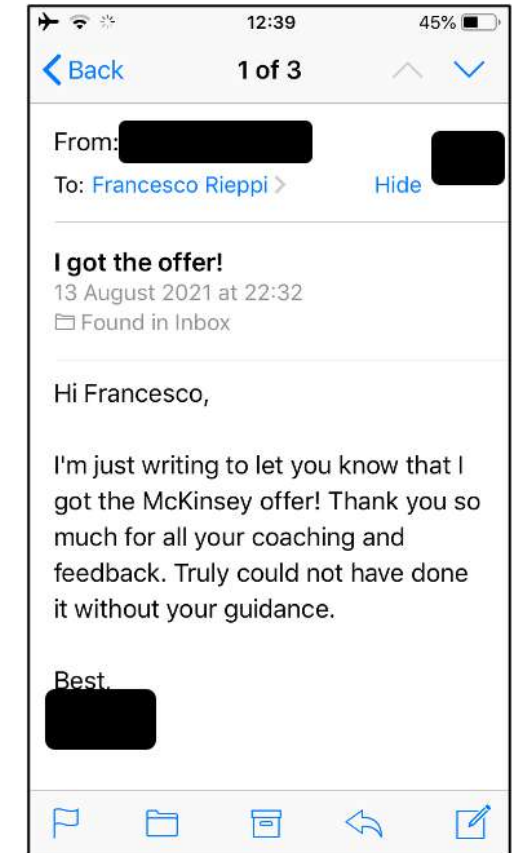 12:39
45%
Back
1 of 3
From:
To: Francesco Rieppi
Hide
I got the offer!
13 August 2021 at 22:32
Found in Inbox
Hi Francesco,
I'm just writing to let you know that I
got the McKinsey offer! Thank you so
much for all your coaching and
feedback. Truly could not have done
it without your guidance.
Best,